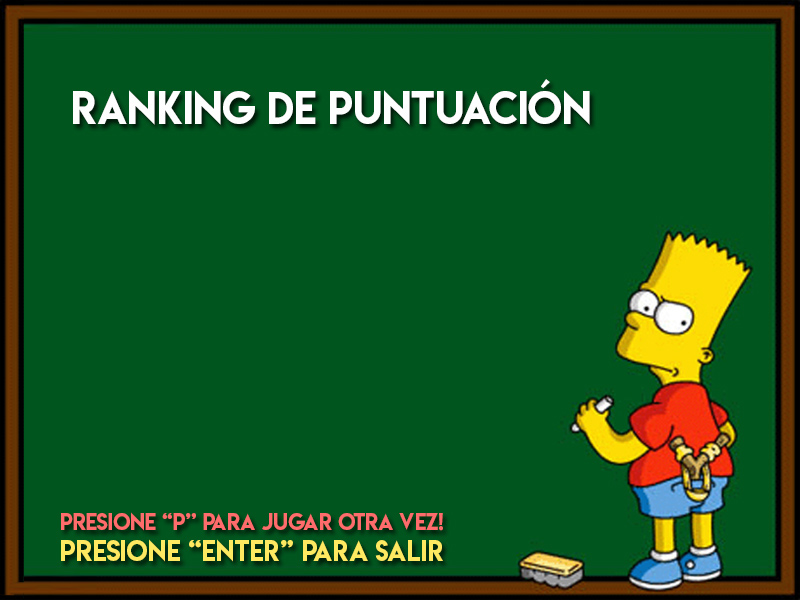 RANKING DE PUNTUACIÓN
PRESIONE “P” PARA JUGAR OTRA VEZ!
PRESIONE “ENTER” PARA SALIR